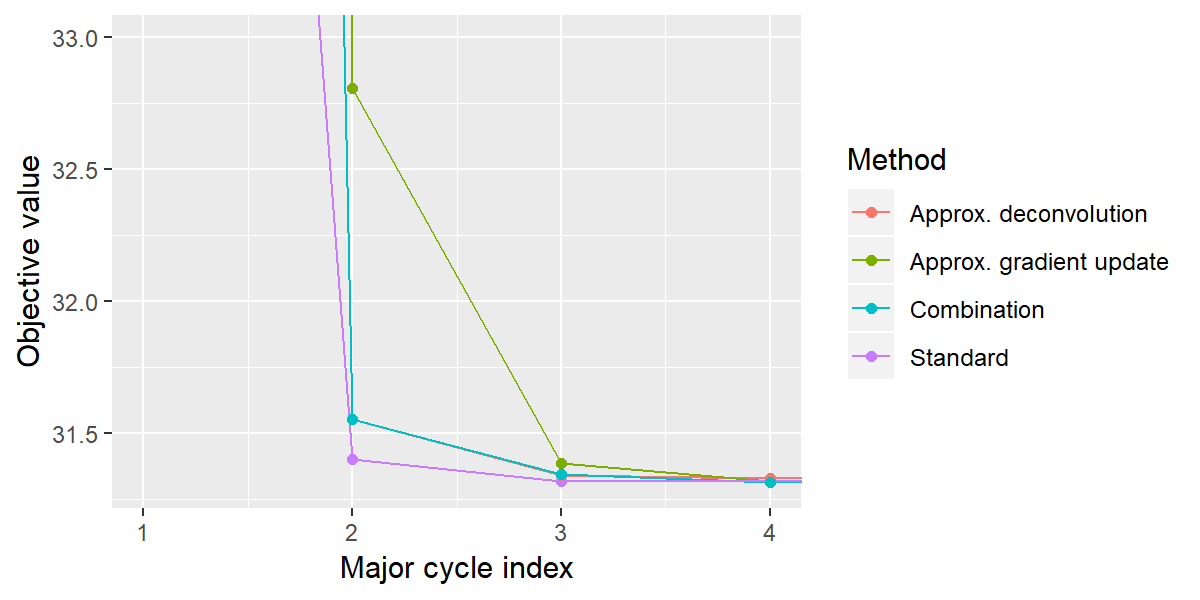 33.0
32.5
32.0
31.5
Objective value
1 2 3 4
Major cycle index
Method
Approx. deconvolution
Approx. gradient update
Combination
Standard